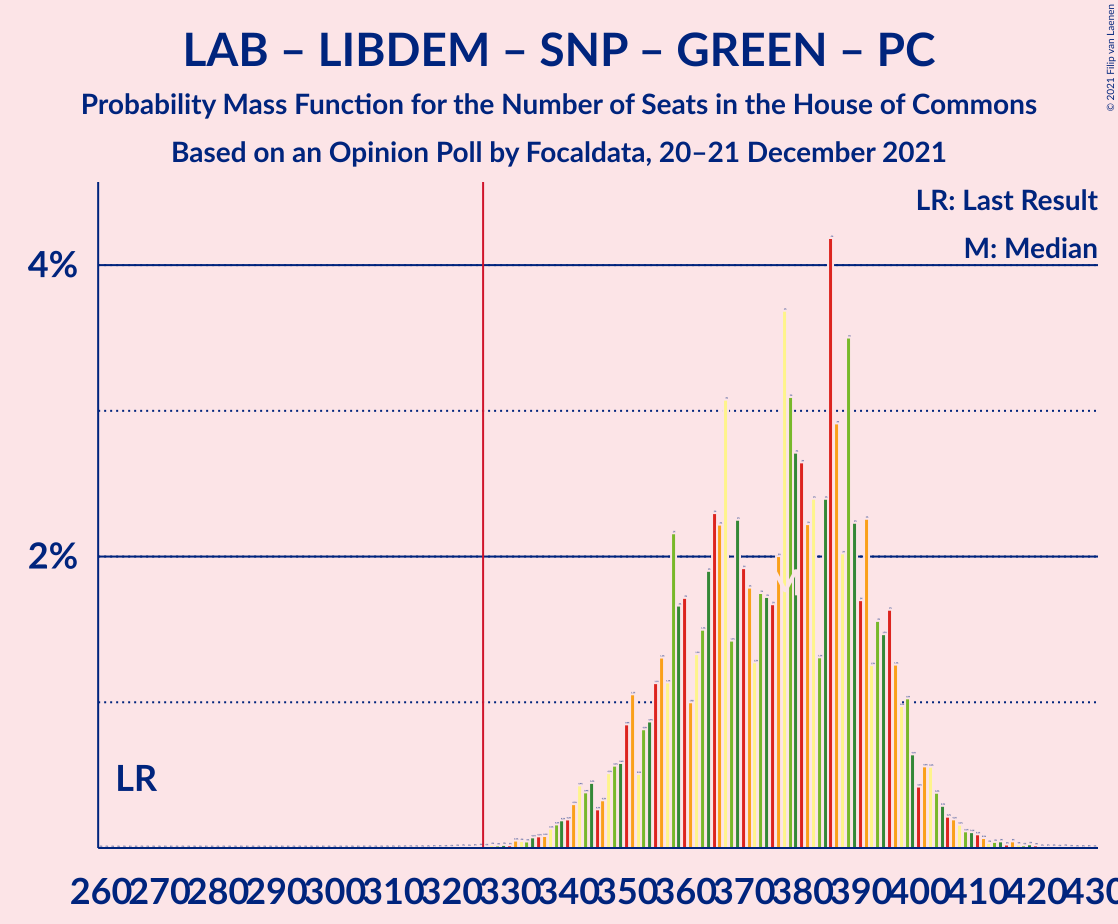 LAB – LIBDEM – SNP – GREEN – PC
Probability Mass Function for the Number of Seats in the House of Commons
Based on an Opinion Poll by Focaldata, 20–21 December 2021
© 2021 Filip van Laenen
LR: Last Result
M: Median
4%
2%
M
LR
260 270 280 290 300 310 320 330 340 350 360 370 380 390 400 410 420 430